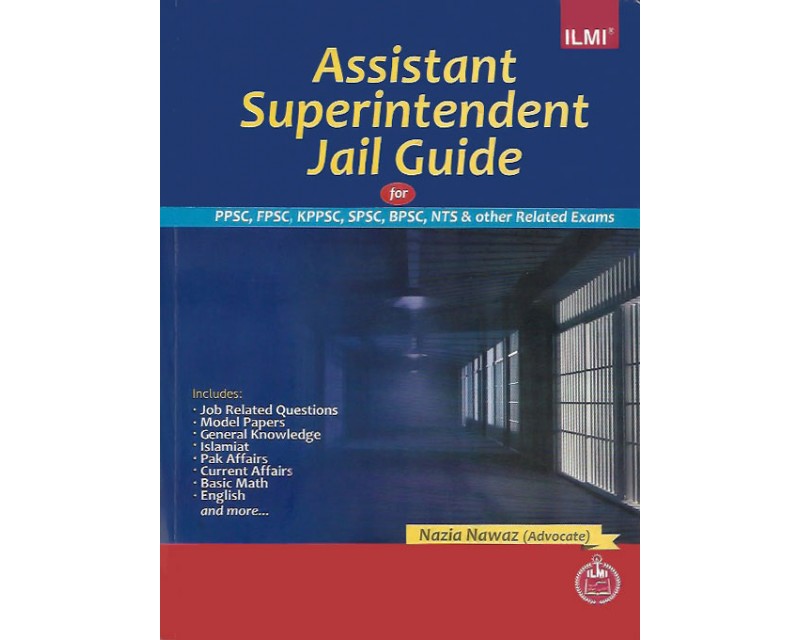 ILMI®
Assistant
Superintendent
Jail Guide
for
PPSC, FPSC, KPPSC, SPSC, BPSC, NTS & other Related Exams
Includes:
· Job Related Questions
· Model Papers
· General Knowledge
· Islamiat
· Pak Affairs
· Current Affairs
· Basic Math
· English
and more...
Nazia Nawaz (Advocate)
ILMI